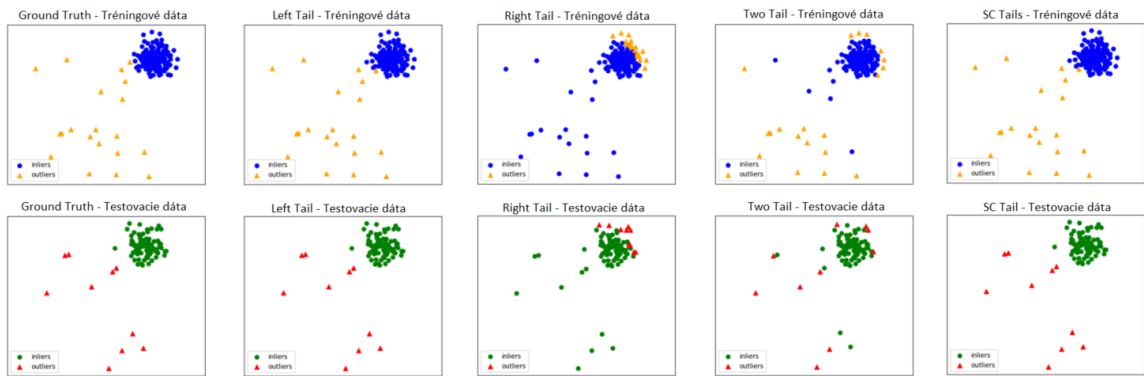 Ground Truth - Tréningové dáta
Left Tail - Tréningové dáta
Right Tail - Tréningové dáta
Two Tail - Tréningové dáta
SC Tails - Tréningové dáta
inliers
outliers
inliers
outliers
inliers
outliers
inliers
outliers
inliers
outliers
Ground Truth - Testovacie dáta
Left Tail - Testovacie dáta
Right Tail - Testovacie dáta
Two Tail - Testovacie dáta
SC Tail - Testovacie dáta
inliers
outliers
inliers
outliers
inliers
outliers
inliers
outliers
inliers
outliers